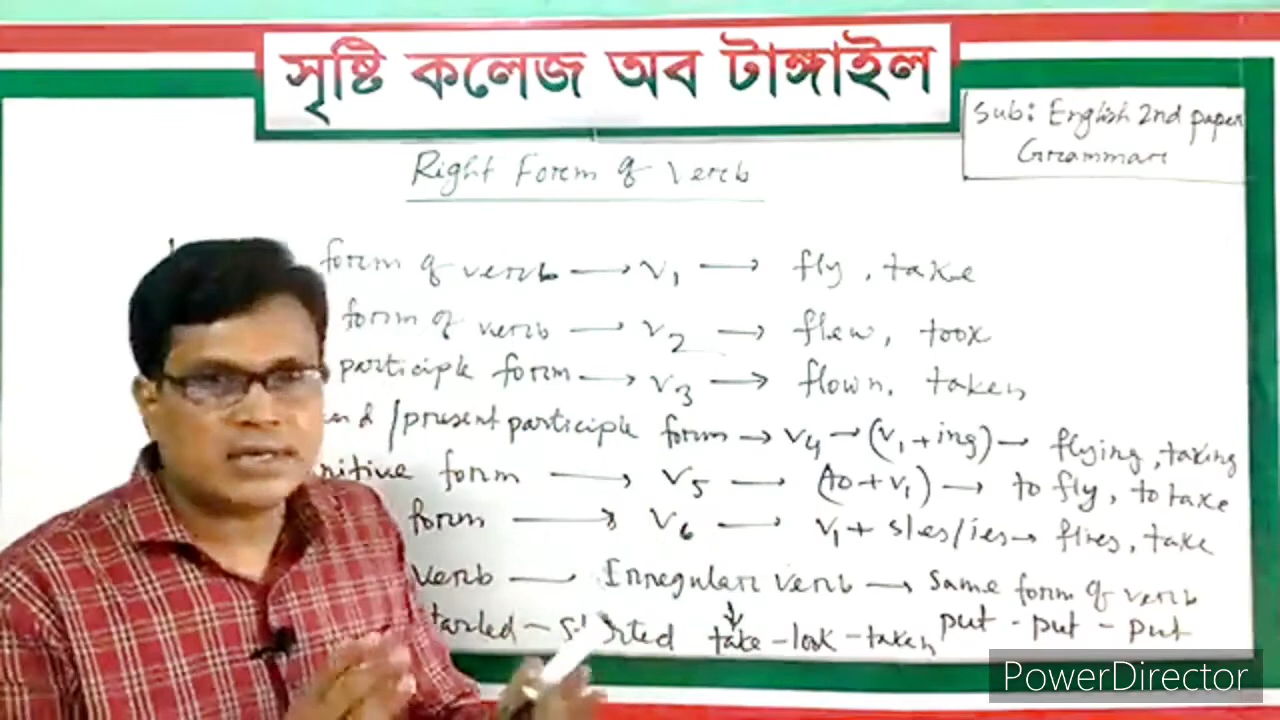 সৃষ্টি কলেজ অব টাঙ্গাইল
Sub: English 2nd paper
Grammar
Right Form of Verb
form of verb → V1 → fly, take
form of verb → V2 → flew, took
participle form → V3 → flown, taken
/present participle form → V4 → (V1+ing) → flying, taking
form → V5 → (to+V1) → to fly, to take
form → V6 → V1+ s/es/ies → flies, take
verb — Irregular verb → same form of verb
take - look - taken put - put - put
PowerDirector